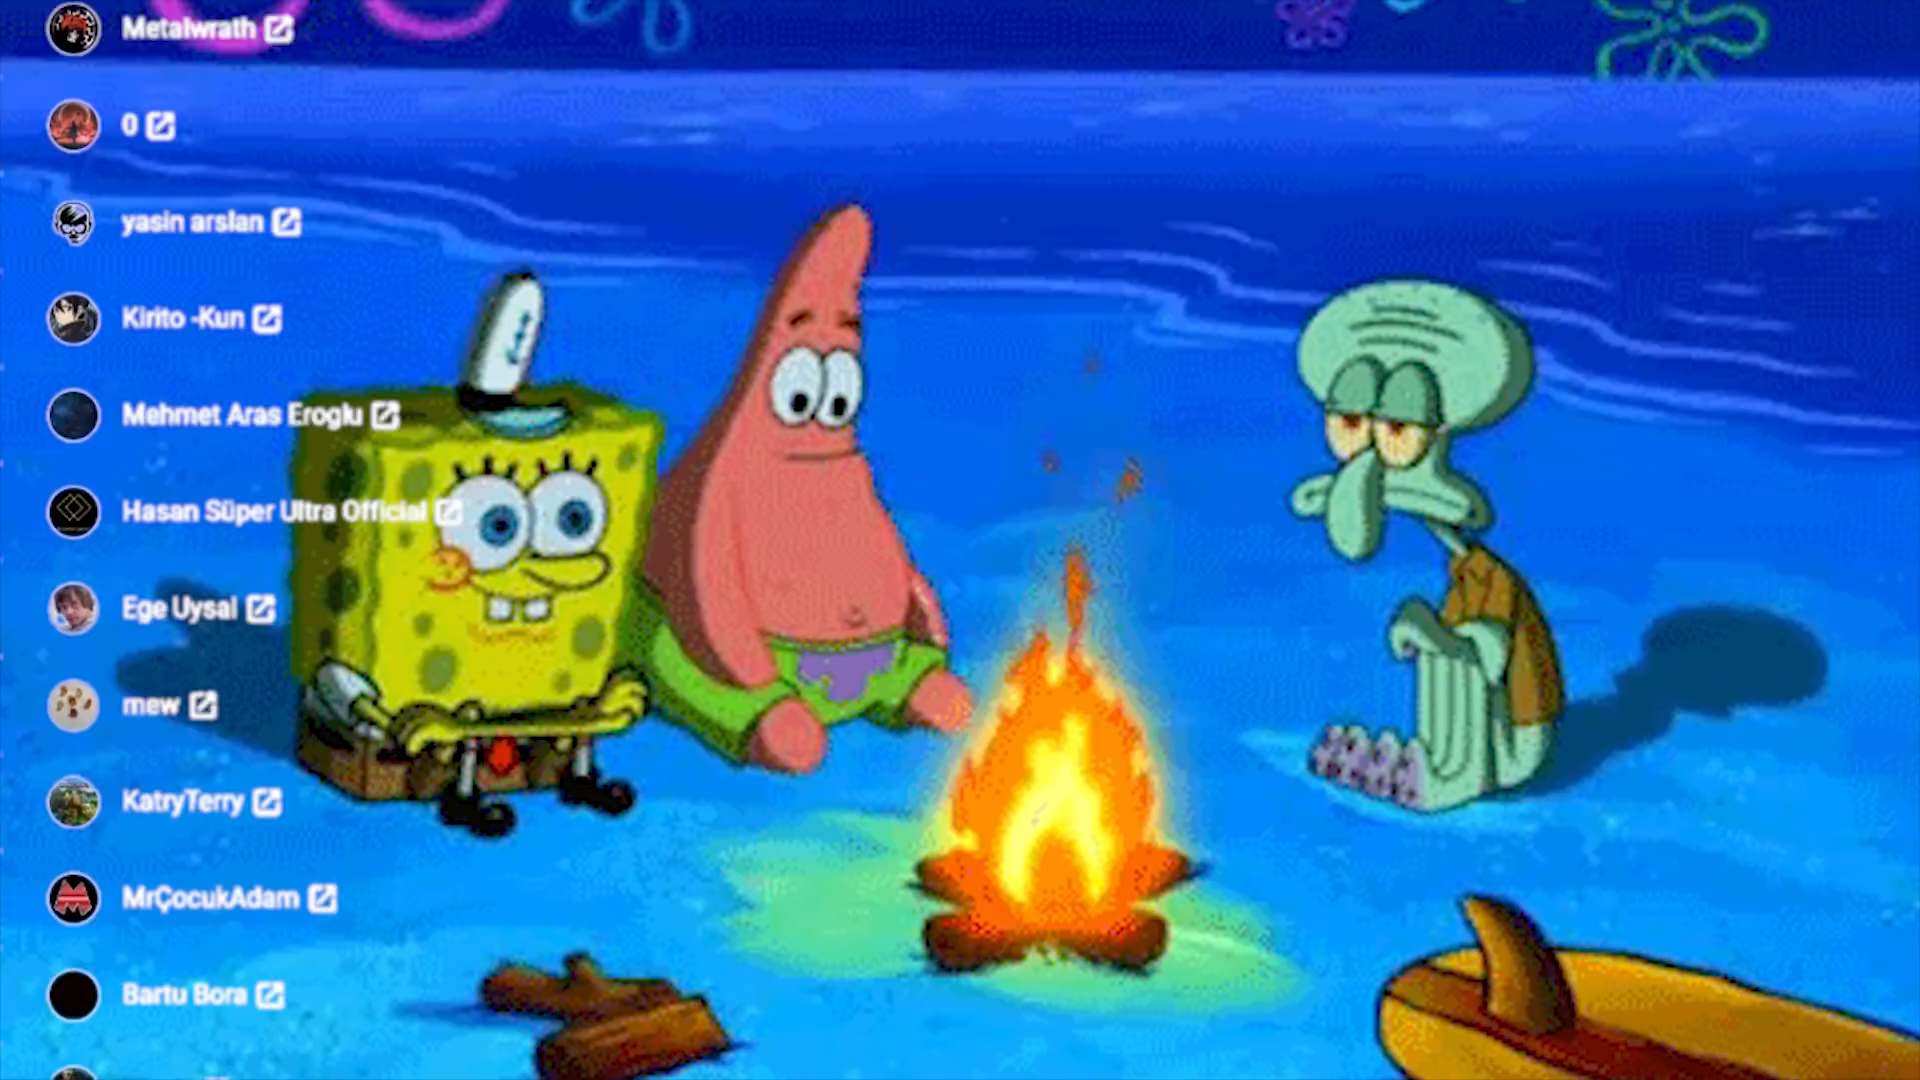 Metalwrath
0
yasin arslan
Kirito -Kun
Mehmet Aras Eroglu
Hasan Süper Ultra Official
Ege Uysal
mew
KatryTerry
MrÇocukAdam
Bartu Bora